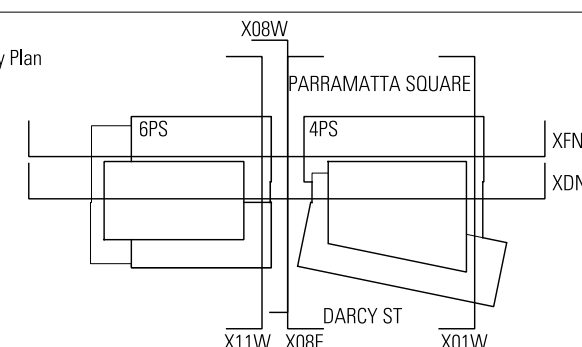 X08W
y Plan
PARRAMATTA SQUARE
6PS
4PS
XFN
XDN
DARCY ST
X11W
X08E
X01W